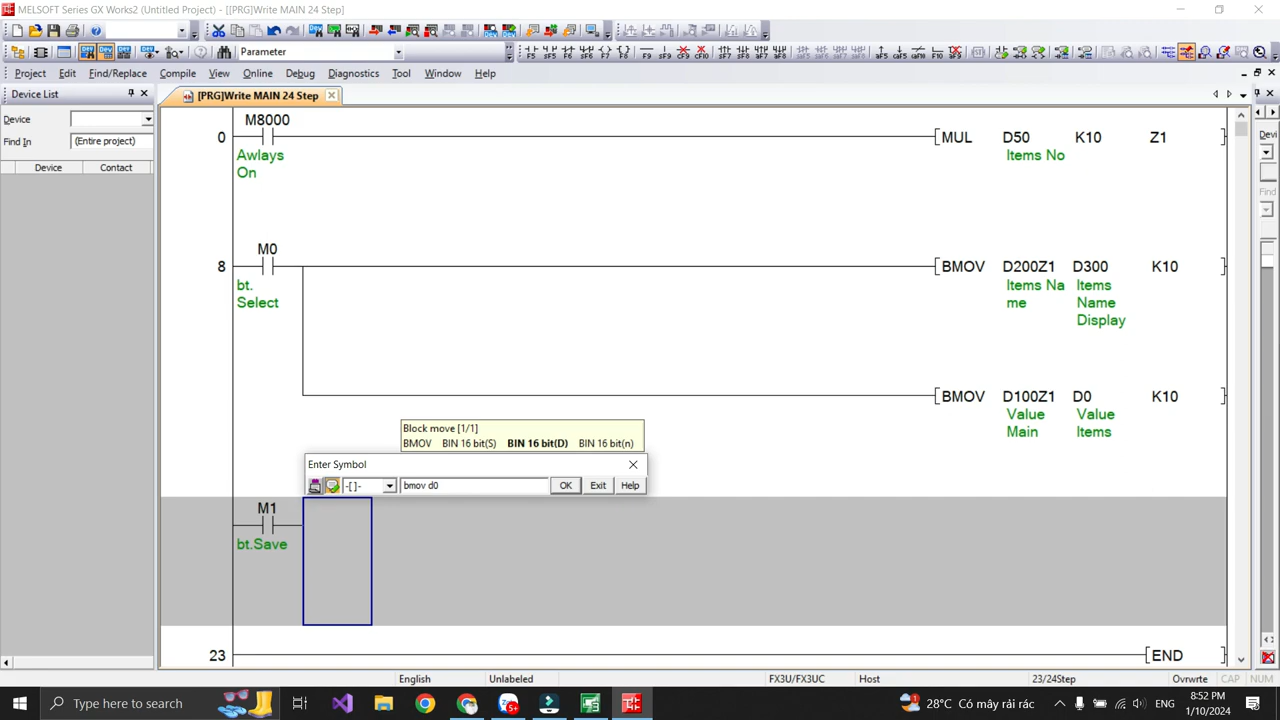 MELSOFT Series GX Works2 (Untitled Project) - [[PRG]Write MAIN 24 Step]
Parameter
Project Edit Find/Replace Compile View Online Debug Diagnostics Tool Window Help
Device List
[PRG]Write MAIN 24 Step
Device
Find In (Entire project)
Device Contact
Devi
Find
M8000
0 MUL D50 K10 Z1
Awlays
On
Items No
M0
8 BMOV D200Z1 D300 K10
bt.
Select
Items Na
me
Items
Name
Display
BMOV D100Z1 D0 K10
Value
Main
Value
Items
Block move [1/1]
BMOV BIN 16 bit(S) BIN 16 bit(D) BIN 16 bit(n)
Enter Symbol
-[ ]- bmov d0 OK Exit Help
M1
bt.Save
23 END
English Unlabeled FX3U/FX3UC Host 23/24Step Ovrwrte CAP NUM
Type here to search
28°C Có mây rải rác
8:52 PM
1/10/2024